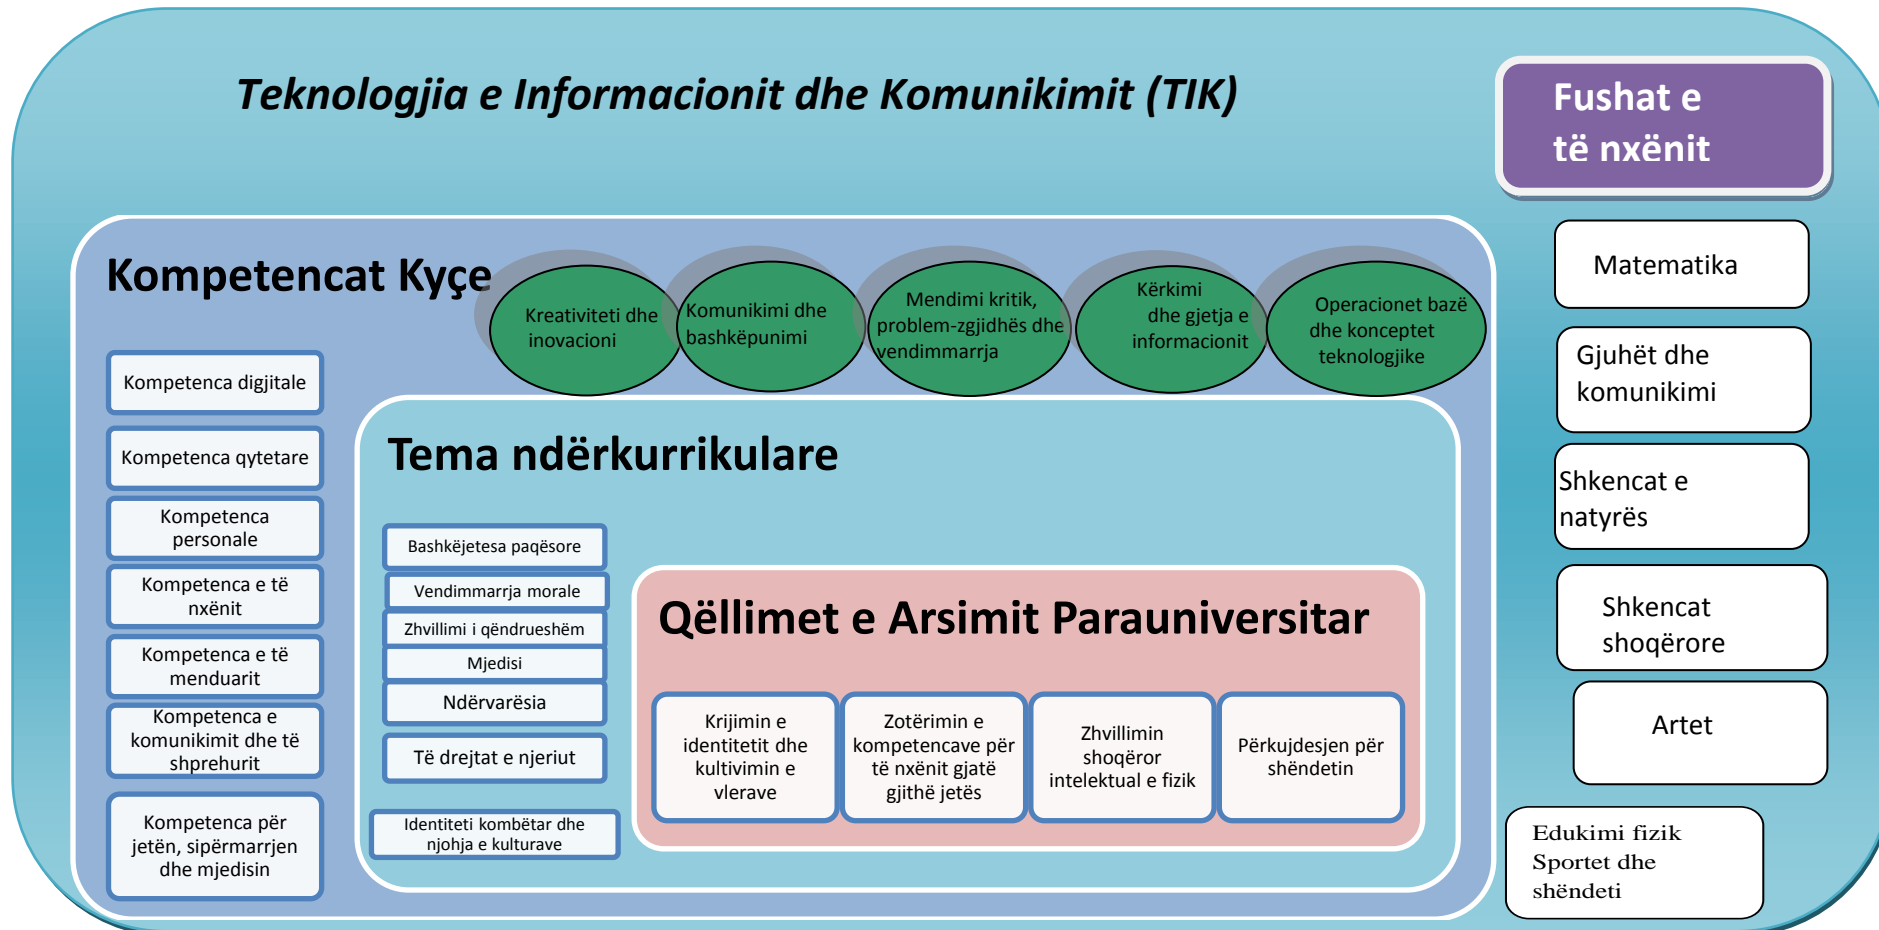 Teknologjia e Informacionit dhe Komunikimit (TIK)
Fushat e
të nxënit
Kompetencat Kyçe
Kreativiteti dhe
inovacioni
Komunikimi dhe
bashkëpunimi
Mendimi kritik,
problem-zgjidhës dhe
vendimmarrja
Kërkimi
dhe gjetja e
informacionit
Operacionet bazë
dhe konceptet
teknologjike
Kompetenca digjitale
Kompetenca qytetare
Kompetenca
personale
Kompetenca e të
nxënit
Kompetenca e të
menduarit
Kompetenca e
komunikimit dhe të
shprehurit
Kompetenca për
jetën, sipërmarrjen
dhe mjedisin
Tema ndërkurrikulare
Bashkëjetesa paqësore
Vendimmarrja morale
Zhvillimi i qëndrueshëm
Mjedisi
Ndërvarësia
Të drejtat e njeriut
Identiteti kombëtar dhe
njohja e kulturave
Qëllimet e Arsimit Parauniversitar
Krijimin e
identitetit dhe
kultivimin e
vlerave
Zotërimin e
kompetencave për
të nxënit gjatë
gjithë jetës
Zhvillimin
shoqëror
intelektual e fizik
Përkujdesjen për
shëndetin
Matematika
Gjuhët dhe
komunikimi
Shkencat e
natyrës
Shkencat
shoqërore
Artet
Edukimi fizik
Sportet dhe
shëndeti